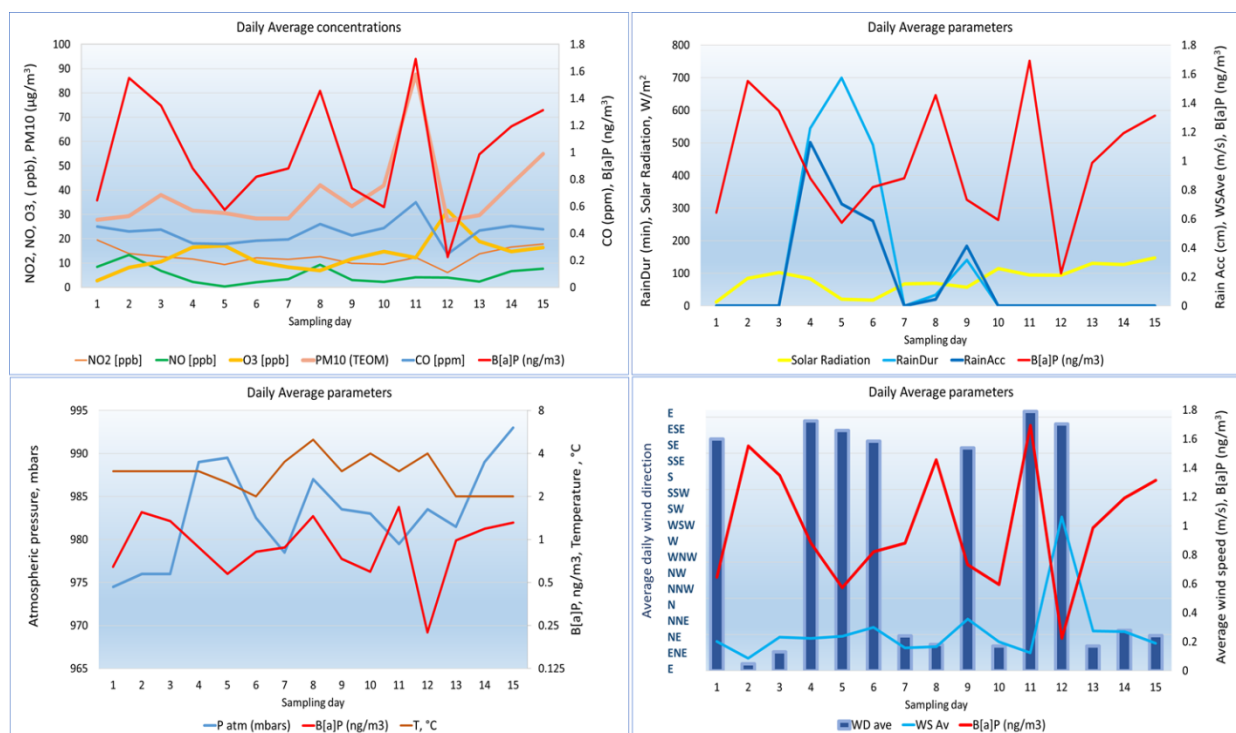 Daily Average concentrations
NO2, NO, O3, ( ppb), PM10 (µg/m³)
100
90
80
70
60
50
40
30
20
10
0
1.8
1.6
1.4
1.2
1
0.8
0.6
0.4
0.2
0
CO (ppm), B[a]P (ng/m³)
1 2 3 4 5 6 7 8 9 10 11 12 13 14 15
Sampling day
NO2 [ppb] NO [ppb] O3 [ppb] PM10 (TEOM) CO [ppm] B[a]P (ng/m3)
Daily Average parameters
RainDur (min), Solar Radiation, W/m²
800
700
600
500
400
300
200
100
0
1.8
1.6
1.4
1.2
1
0.8
0.6
0.4
0.2
0
Rain Acc (cm), WSAve (m/s), B[a]P (ng/m³)
1 2 3 4 5 6 7 8 9 10 11 12 13 14 15
Sampling day
Solar Radiation RainDur RainAcc B[a]P (ng/m3)
Daily Average parameters
Atmospheric pressure, mbars
995
990
985
980
975
970
965
8
4
2
1
0.5
0.25
0.125
B[a]P, ng/m3, Temperature , °C
1 2 3 4 5 6 7 8 9 10 11 12 13 14 15
Sampling day
P atm (mbars) B[a]P (ng/m3) T, °C
Daily Average parameters
Average daily wind direction
E
ESE
SE
SSE
S
SSW
SW
WSW
W
WNW
NW
NNW
N
NNE
NE
ENE
E
1.8
1.6
1.4
1.2
1
0.8
0.6
0.4
0.2
0
Average wind speed (m/s), B[a]P (ng/m³)
1 2 3 4 5 6 7 8 9 10 11 12 13 14 15
Sampling day
WD ave WS Av B[a]P (ng/m3)